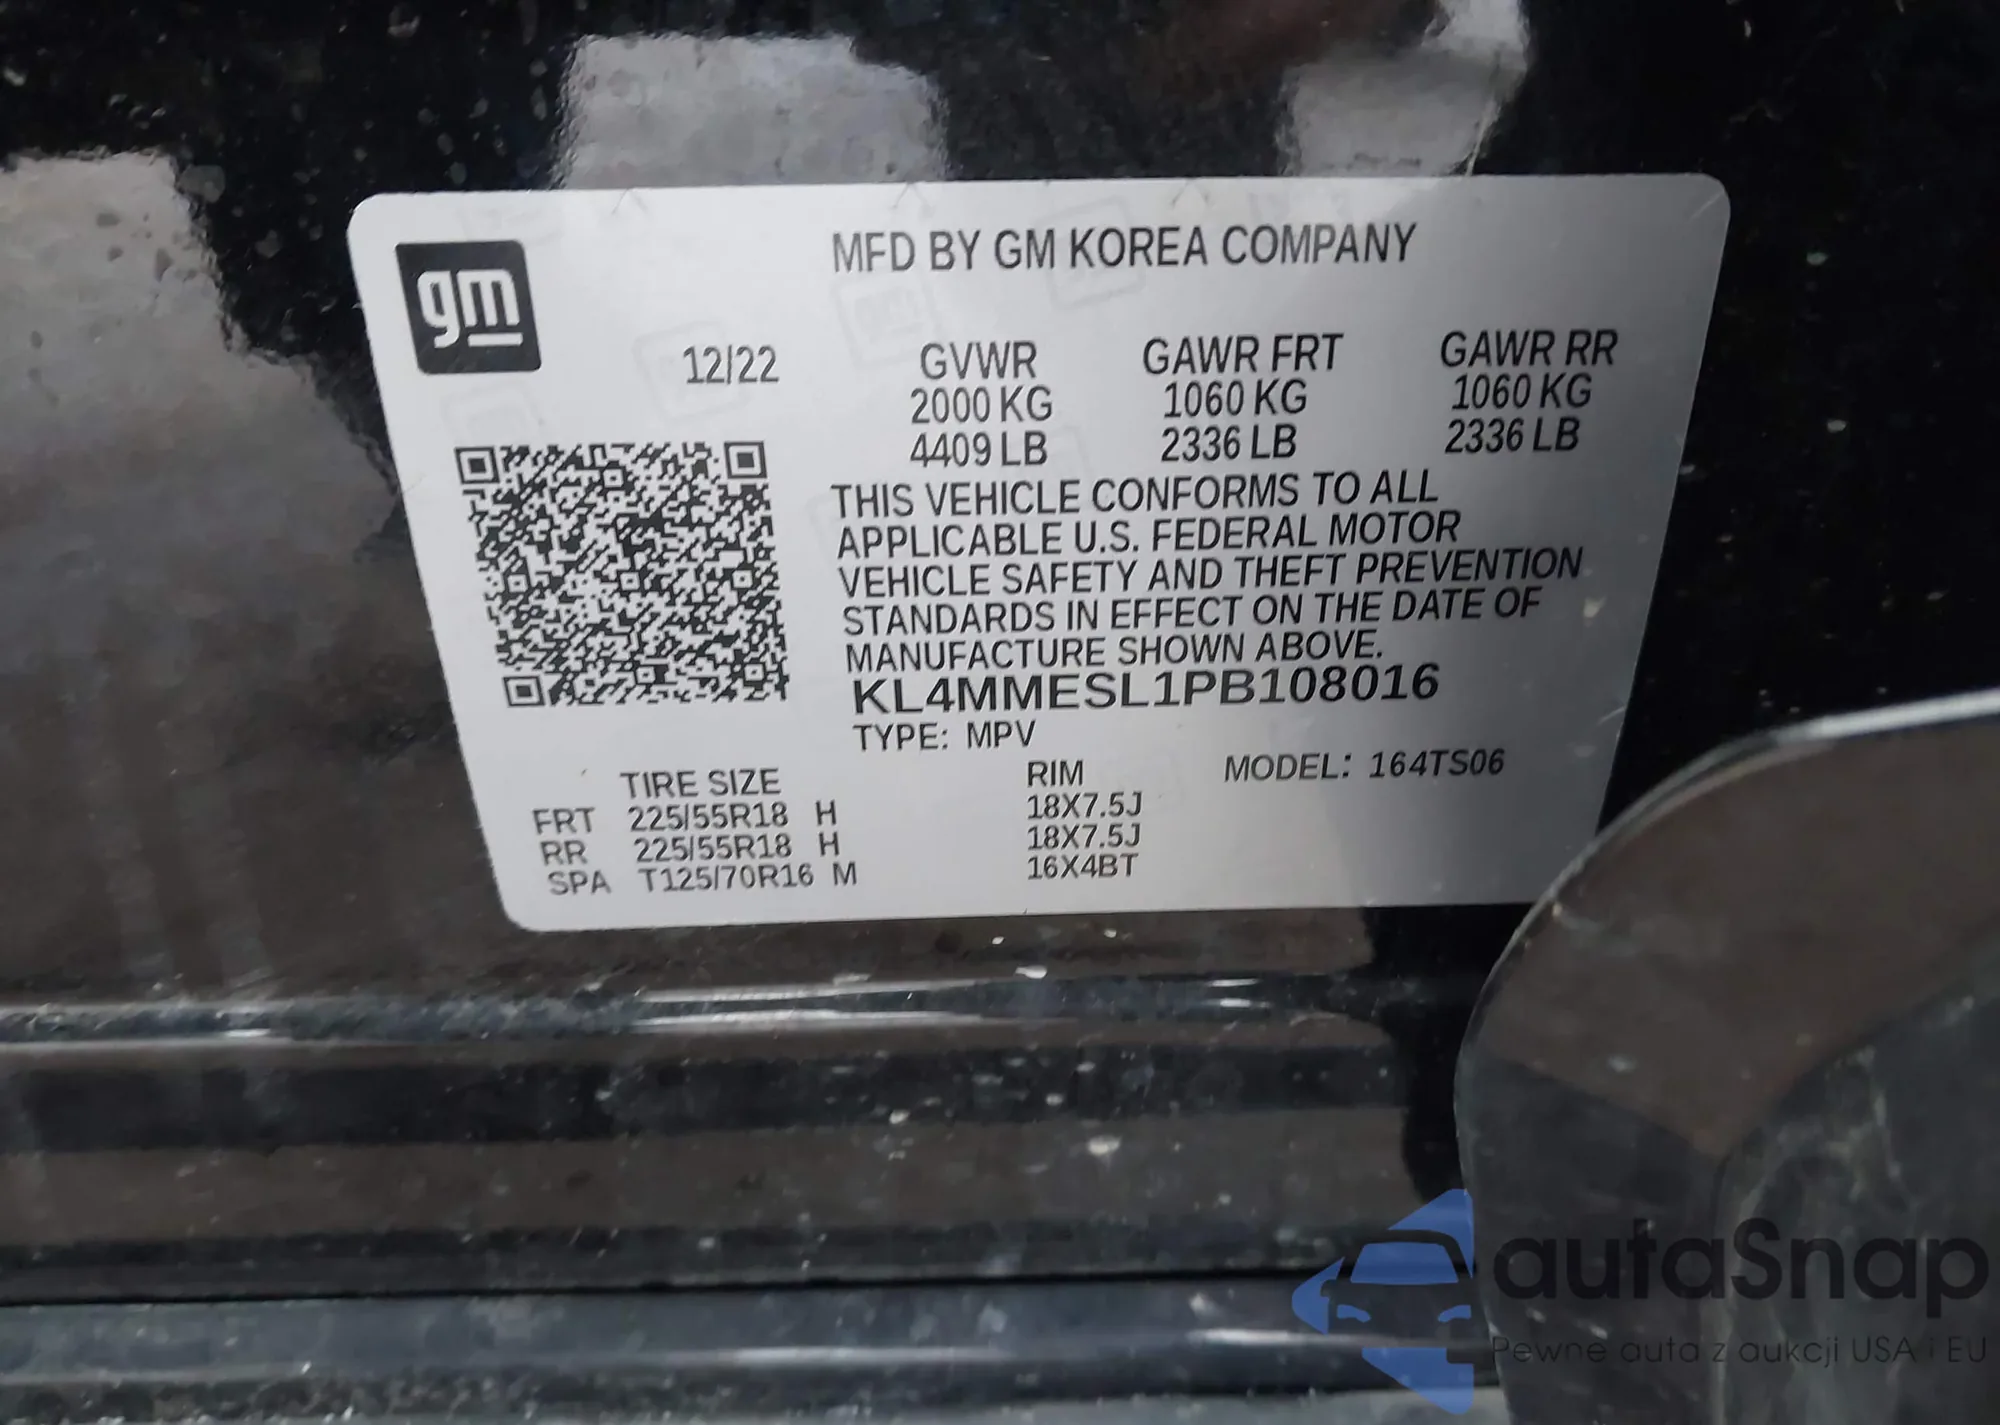 gm
MFD BY GM KOREA COMPANY
12/22 GVWR GAWR FRT GAWR RR
2000 KG 1060 KG 1060 KG
4409 LB 2336 LB 2336 LB
THIS VEHICLE CONFORMS TO ALL
APPLICABLE U.S. FEDERAL MOTOR
VEHICLE SAFETY AND THEFT PREVENTION
STANDARDS IN EFFECT ON THE DATE OF
MANUFACTURE SHOWN ABOVE.
KL4MMESL1PB108016
TYPE: MPV
TIRE SIZE RIM MODEL: 164TS06
FRT 225/55R18 H 18X7.5J
RR 225/55R18 H 18X7.5J
SPA T125/70R16 M 16X4BT
autaSnap
Pewne auta z aukcji USA i EU